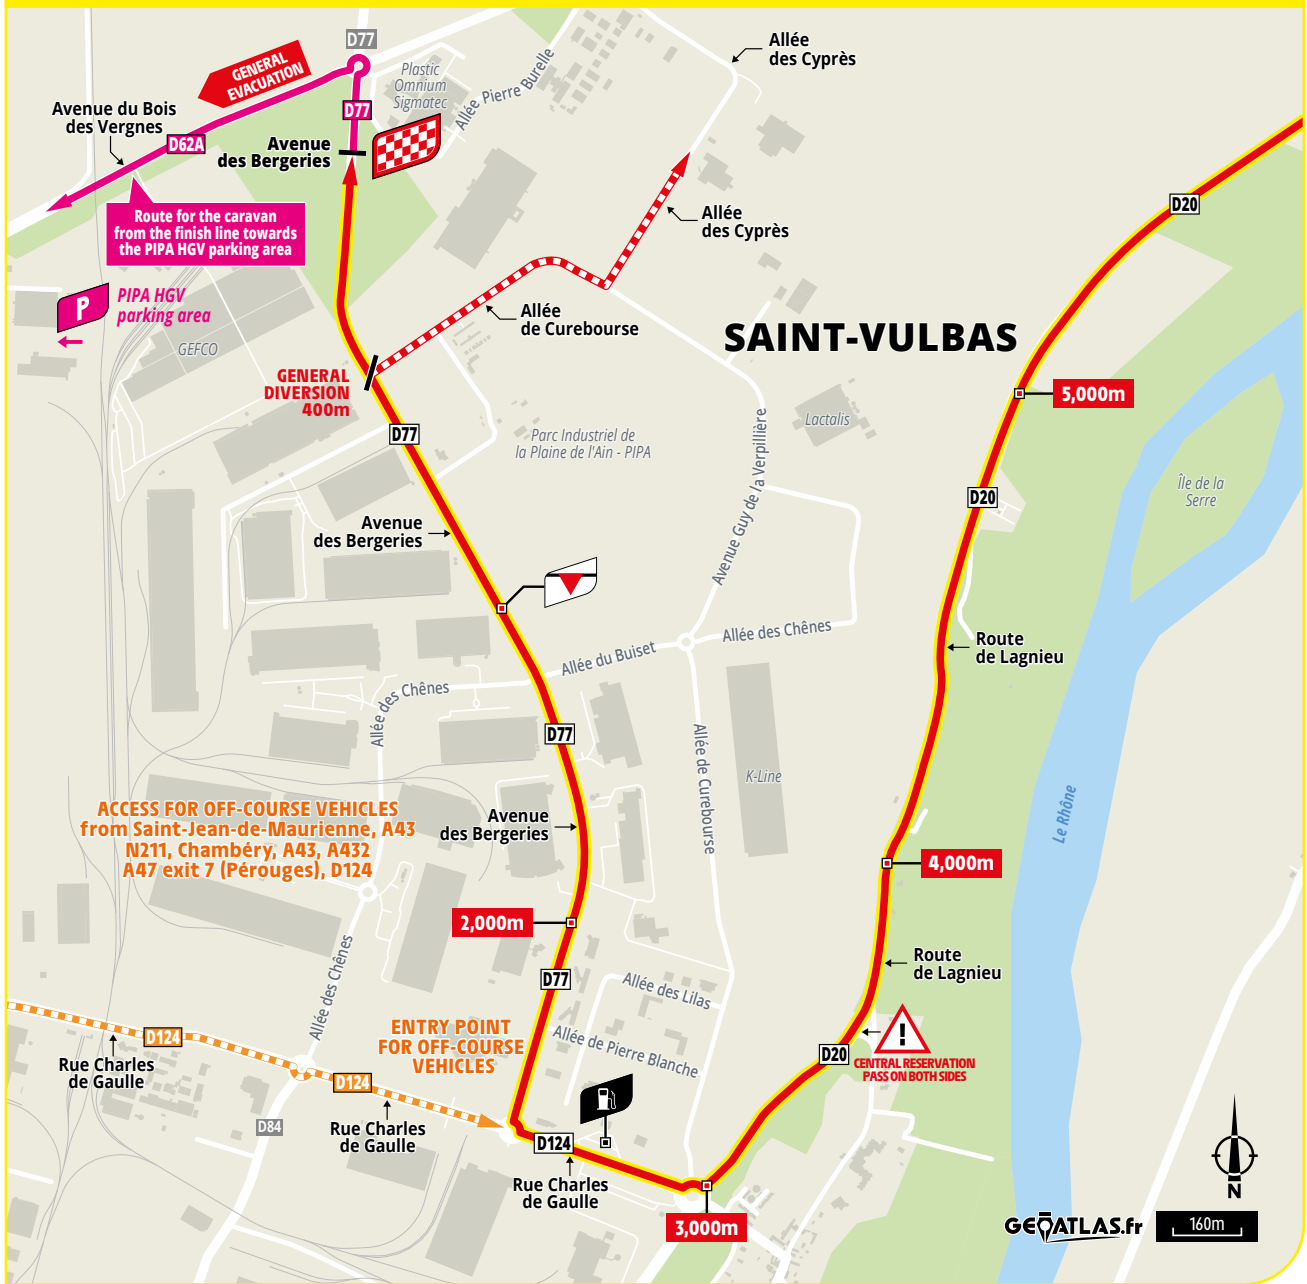 D77
GENERAL
EVACUATION
Plastic
Omnium
Sigmatec
Allée Pierre Burelle
Allée
des Cyprès
Avenue du Bois
des Vergnes
D77
D62A
Avenue
des Bergeries
Route for the caravan
from the finish line towards
the PIPA HGV parking area
D20
Allée
des Cyprès
P
PIPA HGV
parking area
Allée
de Curebourse
SAINT-VULBAS
GEFCO
GENERAL
DIVERSION
400m
5,000m
D77
Lactalis
Parc Industriel de
la Plaine de l'Ain - PIPA
Avenue Guy de la Verpillière
Île de la
Serre
D20
Avenue
des Bergeries
Allée des Chênes
Allée du Buiset
Route
de Lagnieu
Allée des Chênes
D77
Allée de Curebourse
K-Line
Le Rhône
ACCESS FOR OFF-COURSE VEHICLES
from Saint-Jean-de-Maurienne, A43
N211, Chambéry, A43, A432
A47 exit 7 (Pérouges), D124
Avenue
des Bergeries
4,000m
2,000m
Allée des Chênes
Route
de Lagnieu
D77
Allée des Lilas
ENTRY POINT
FOR OFF-COURSE
VEHICLES
Allée de Pierre Blanche
!
D20
CENTRAL RESERVATION
PASS ON BOTH SIDES
D124
Rue Charles
de Gaulle
D124
D84
Rue Charles
de Gaulle
D124
Rue Charles
de Gaulle
3,000m
N
GEOATLAS.fr
160m